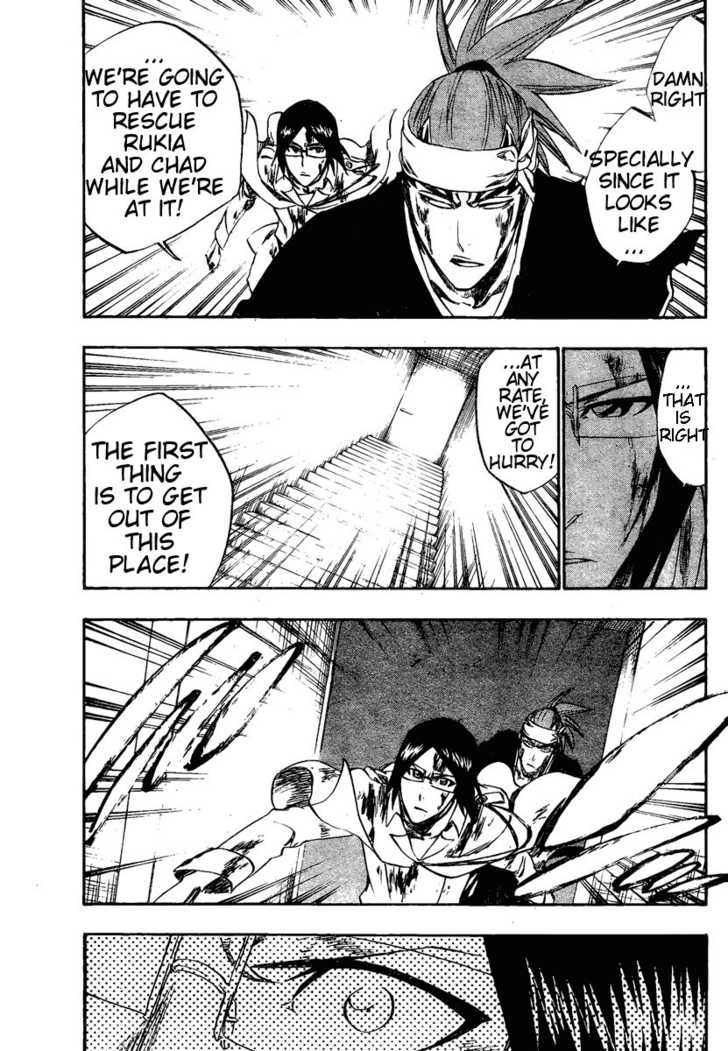 DAMN
RIGHT
'SPECIALLY
SINCE IT
LOOKS
LIKE
...
...
WE'RE GOING
TO HAVE TO
RESCUE
RUKIA
AND CHAD
WHILE WE'RE
AT IT!
...
THAT
IS
RIGHT
...AT
ANY
RATE,
WE'VE
GOT
TO
HURRY!
THE FIRST
THING
IS TO GET
OUT OF
THIS
PLACE!